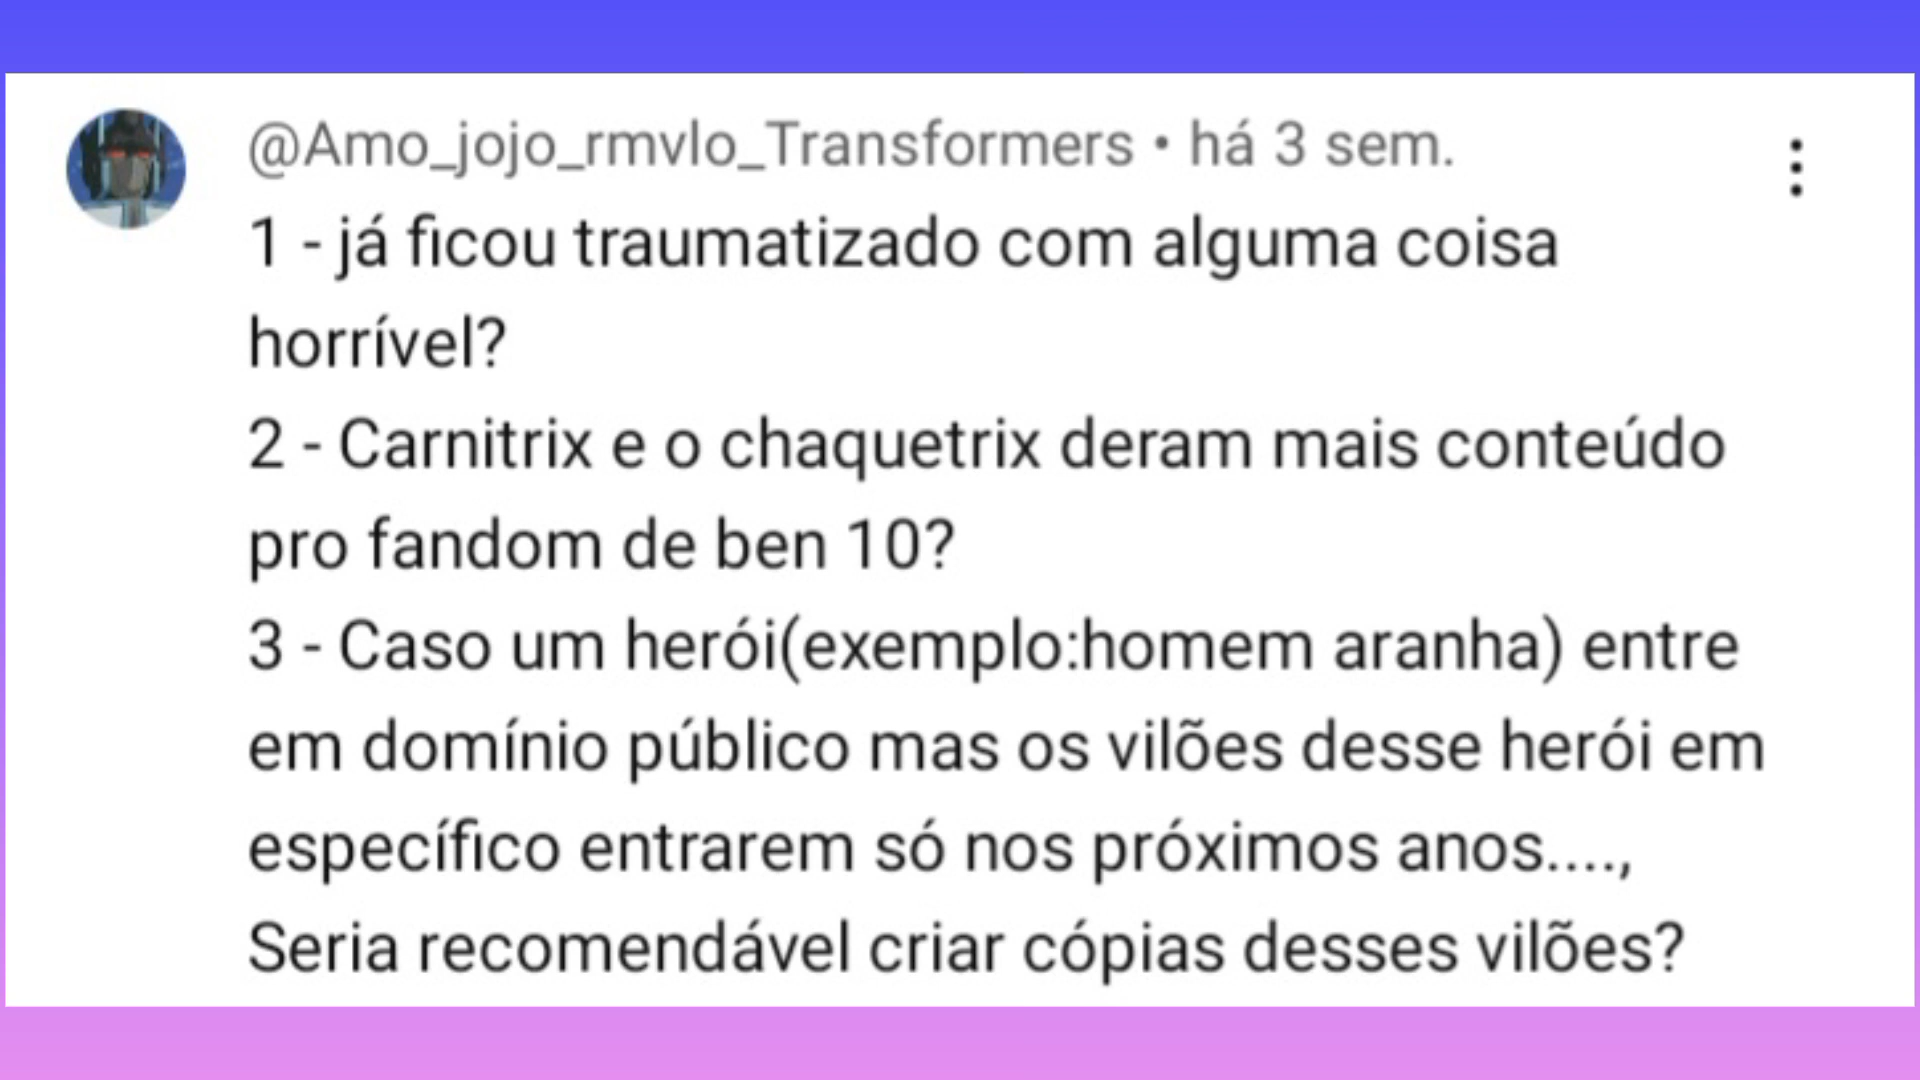 @Amo_jojo_rmvlo_Transformers • há 3 sem.
1 - já ficou traumatizado com alguma coisa
horrível?
2 - Carnitrix e o chaquetrix deram mais conteúdo
pro fandom de ben 10?
3 - Caso um herói(exemplo:homem aranha) entre
em domínio público mas os vilões desse herói em
específico entrarem só nos próximos anos....,
Seria recomendável criar cópias desses vilões?